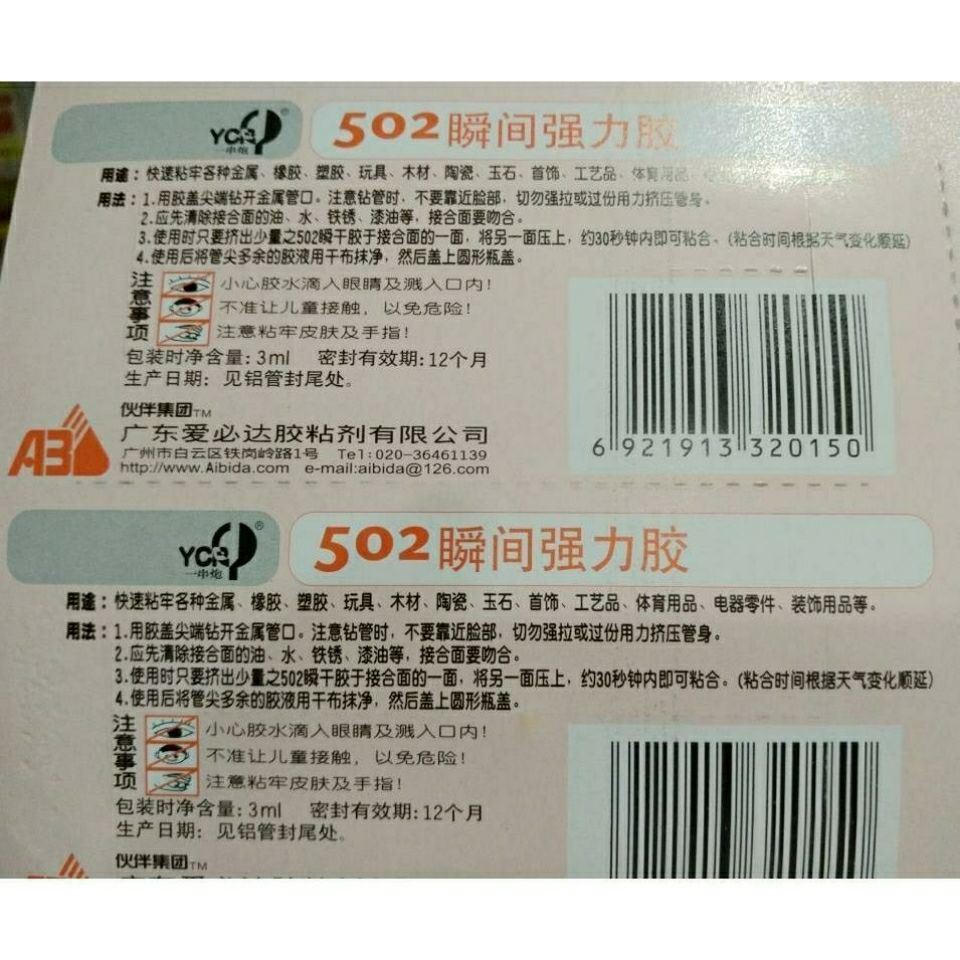 YCP®
一串炮
502瞬间强力胶
用途：快速粘牢各种金属、橡胶、塑胶、玩具、木材、陶瓷、玉石、首饰、工艺品、体育用品、
用法：1.用胶盖尖端钻开金属管口。注意钻管时，不要靠近脸部，切勿强拉或过份用力挤压管身。
2.应先清除接合面的油、水、铁锈、漆油等，接合面要吻合。
3.使用时只要挤出少量之502瞬干胶于接合面的一面，将另一面压上，约30秒钟内即可粘合。(粘合时间根据天气变化顺延)
4.使用后将管尖多余的胶液用干布抹净，然后盖上圆形瓶盖。
注意事项
小心胶水滴入眼睛及溅入口内!
不准让儿童接触，以免危险!
注意粘牢皮肤及手指!
包装时净含量: 3ml 密封有效期: 12个月
生产日期: 见铝管封尾处。
伙伴集团TM
广东爱必达胶粘剂有限公司
广州市白云区铁岗岭路1号 Tel:020-36461139
http://www.Aibida.com e-mail:aibida@126.com
6 921913 320150
YCP®
一串炮
502瞬间强力胶
用途：快速粘牢各种金属、橡胶、塑胶、玩具、木材、陶瓷、玉石、首饰、工艺品、体育用品、电器零件、装饰用品等。
用法：1.用胶盖尖端钻开金属管口。注意钻管时，不要靠近脸部，切勿强拉或过份用力挤压管身。
2.应先清除接合面的油、水、铁锈、漆油等，接合面要吻合。
3.使用时只要挤出少量之502瞬干胶于接合面的一面，将另一面压上，约30秒钟内即可粘合。(粘合时间根据天气变化顺延)
4.使用后将管尖多余的胶液用干布抹净，然后盖上圆形瓶盖。
注意事项
小心胶水滴入眼睛及溅入口内!
不准让儿童接触，以免危险!
注意粘牢皮肤及手指!
包装时净含量: 3ml 密封有效期: 12个月
生产日期: 见铝管封尾处。
伙伴集团TM